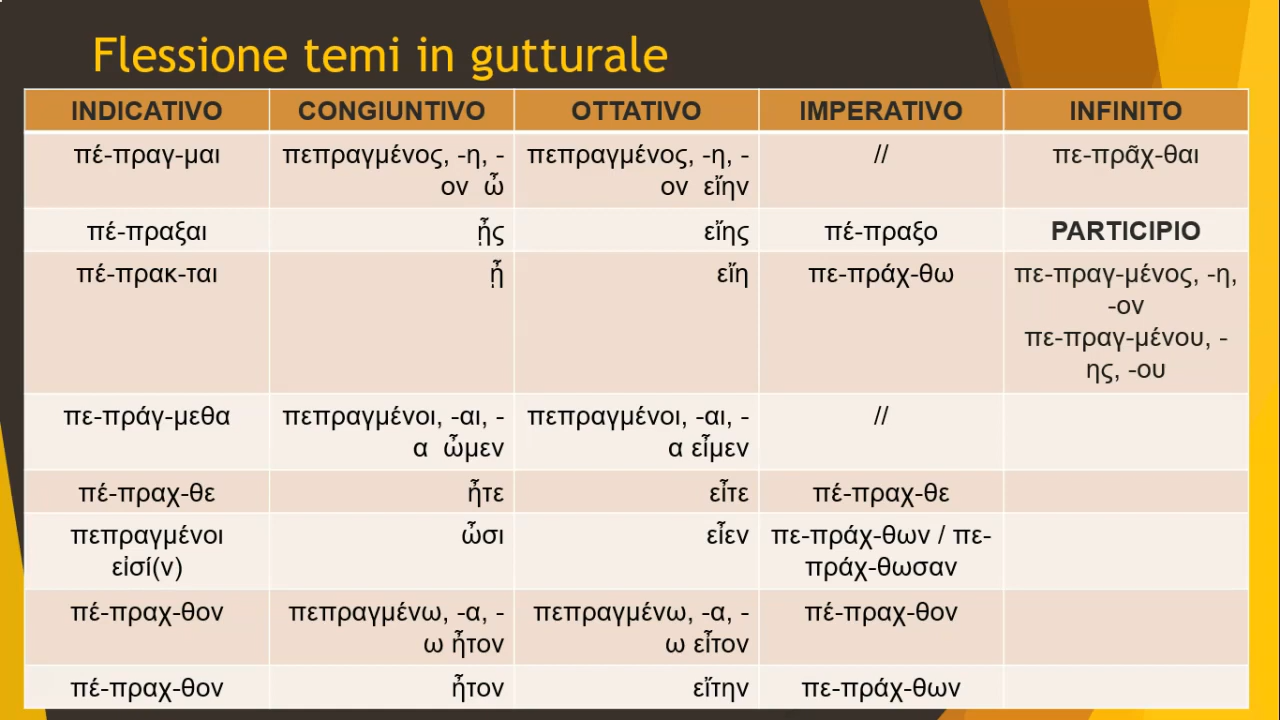 Flessione temi in gutturale
INDICATIVO CONGIUNTIVO OTTATIVO IMPERATIVO INFINITO
πέ-πραγ-μαι πεπραγμένος, -η, - πεπραγμένος, -η, - // πε-πρᾶχ-θαι
ον ὦ ον εἴην
πέ-πραξαι ᾖς εἴης πέ-πραξο PARTICIPIO
πέ-πρακ-ται ᾖ εἴη πε-πράχ-θω πε-πραγ-μένος, -η,
-ον
πε-πραγ-μένου, -
ης, -ου
πε-πράγ-μεθα πεπραγμένοι, -αι, - πεπραγμένοι, -αι, - //
α ὦμεν α εἶμεν
πέ-πραχ-θε ἦτε εἶτε πέ-πραχ-θε
πεπραγμένοι ὦσι εἶεν πε-πράχ-θων / πε-
εἰσί(ν) πράχ-θωσαν
πέ-πραχ-θον πεπραγμένω, -α, - πεπραγμένω, -α, - πέ-πραχ-θον
ω ἦτον ω εἶτον
πέ-πραχ-θον ἦτον εἴτην πε-πράχ-θων